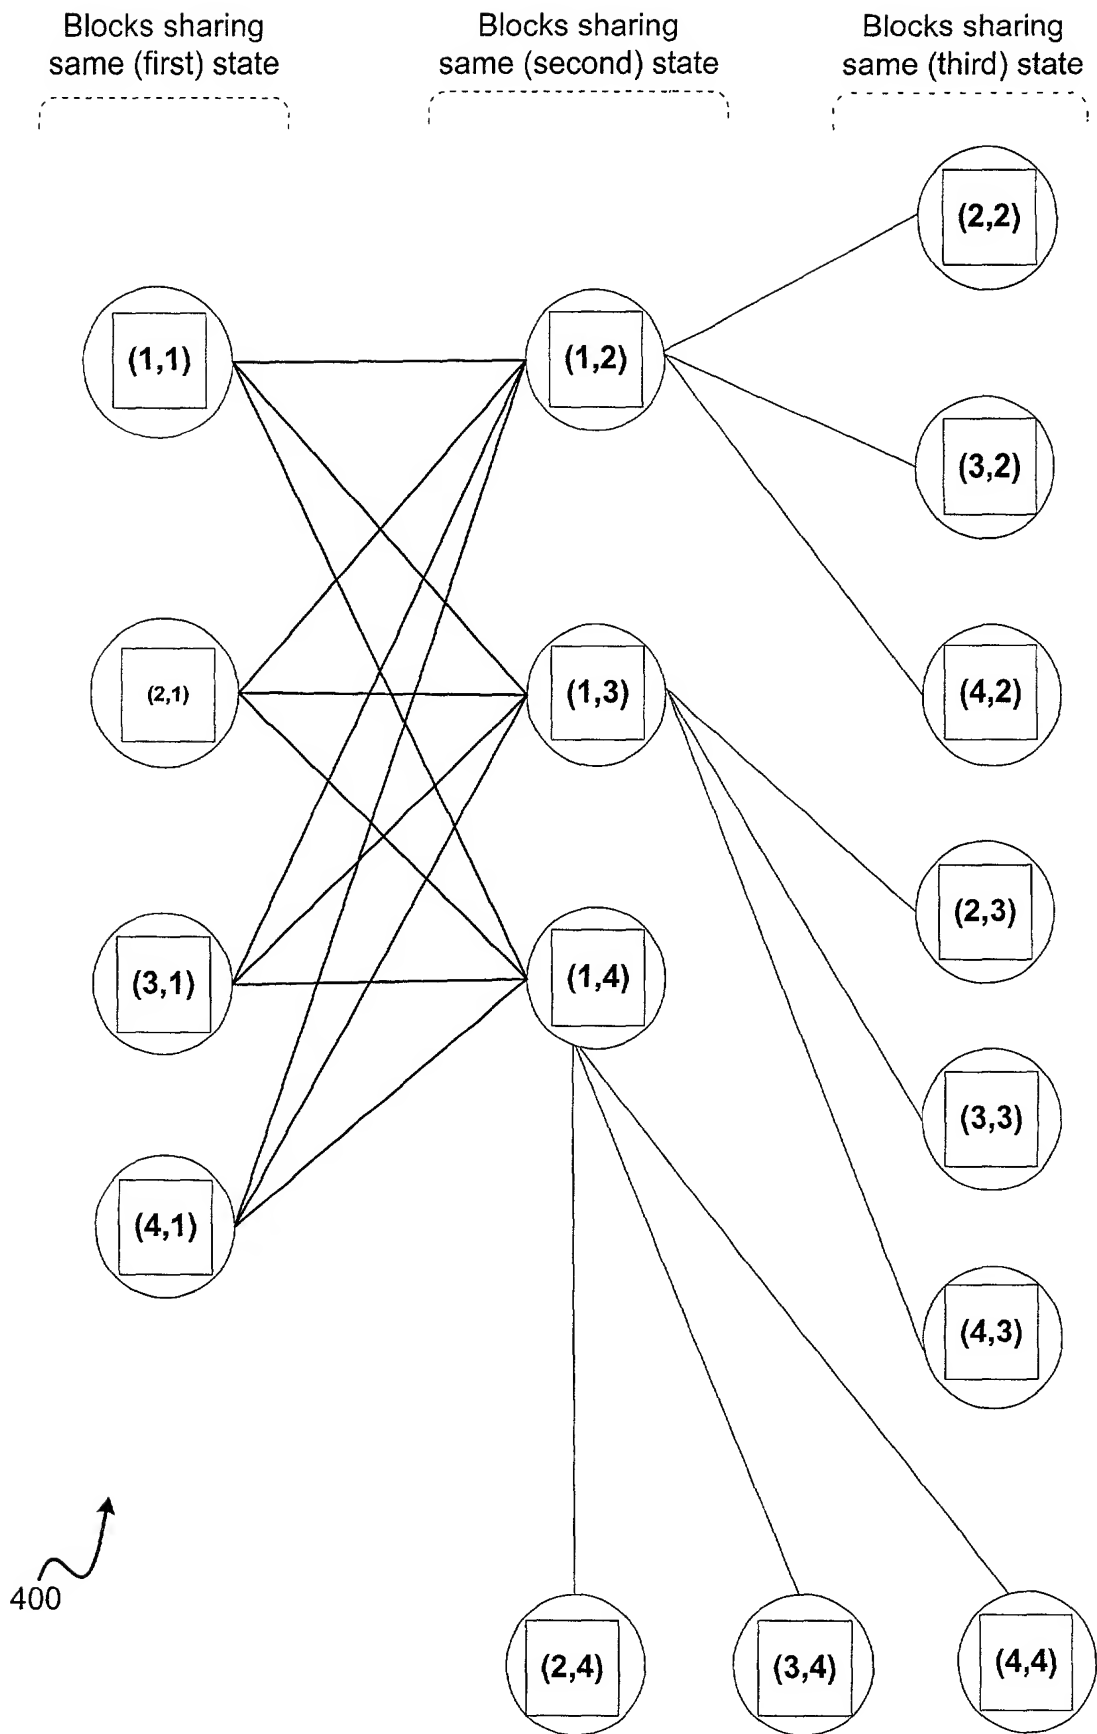 Blocks sharing
same (first) state
Blocks sharing
same (second) state
Blocks sharing
same (third) state
(2,2)
(1,1)
(1,2)
(3,2)
(2,1)
(1,3)
(4,2)
(2,3)
(3,1)
(1,4)
(3,3)
(4,1)
(4,3)
400
(2,4)
(3,4)
(4,4)